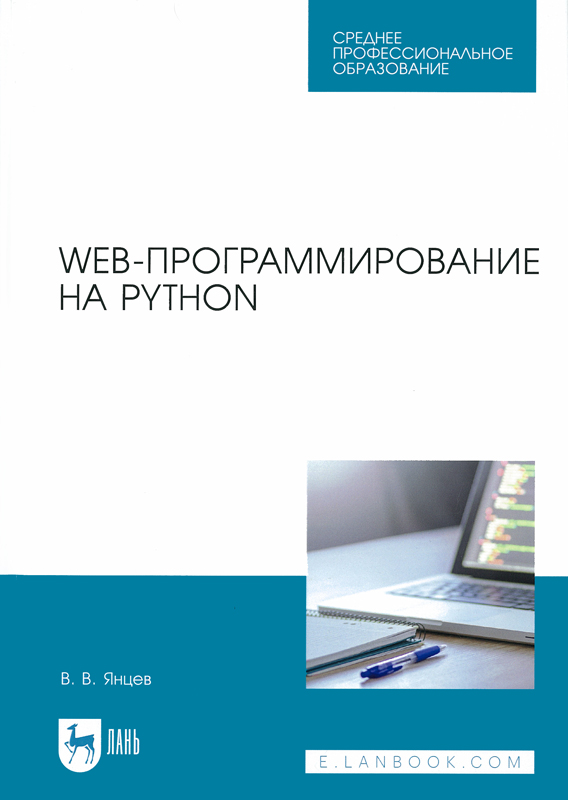 СРЕДНЕЕ
ПРОФЕССИОНАЛЬНОЕ
ОБРАЗОВАНИЕ
WEB-ПРОГРАММИРОВАНИЕ
НА PYTHON
В. В. Янцев
ЛАНЬ
E.LANBOOK.COM